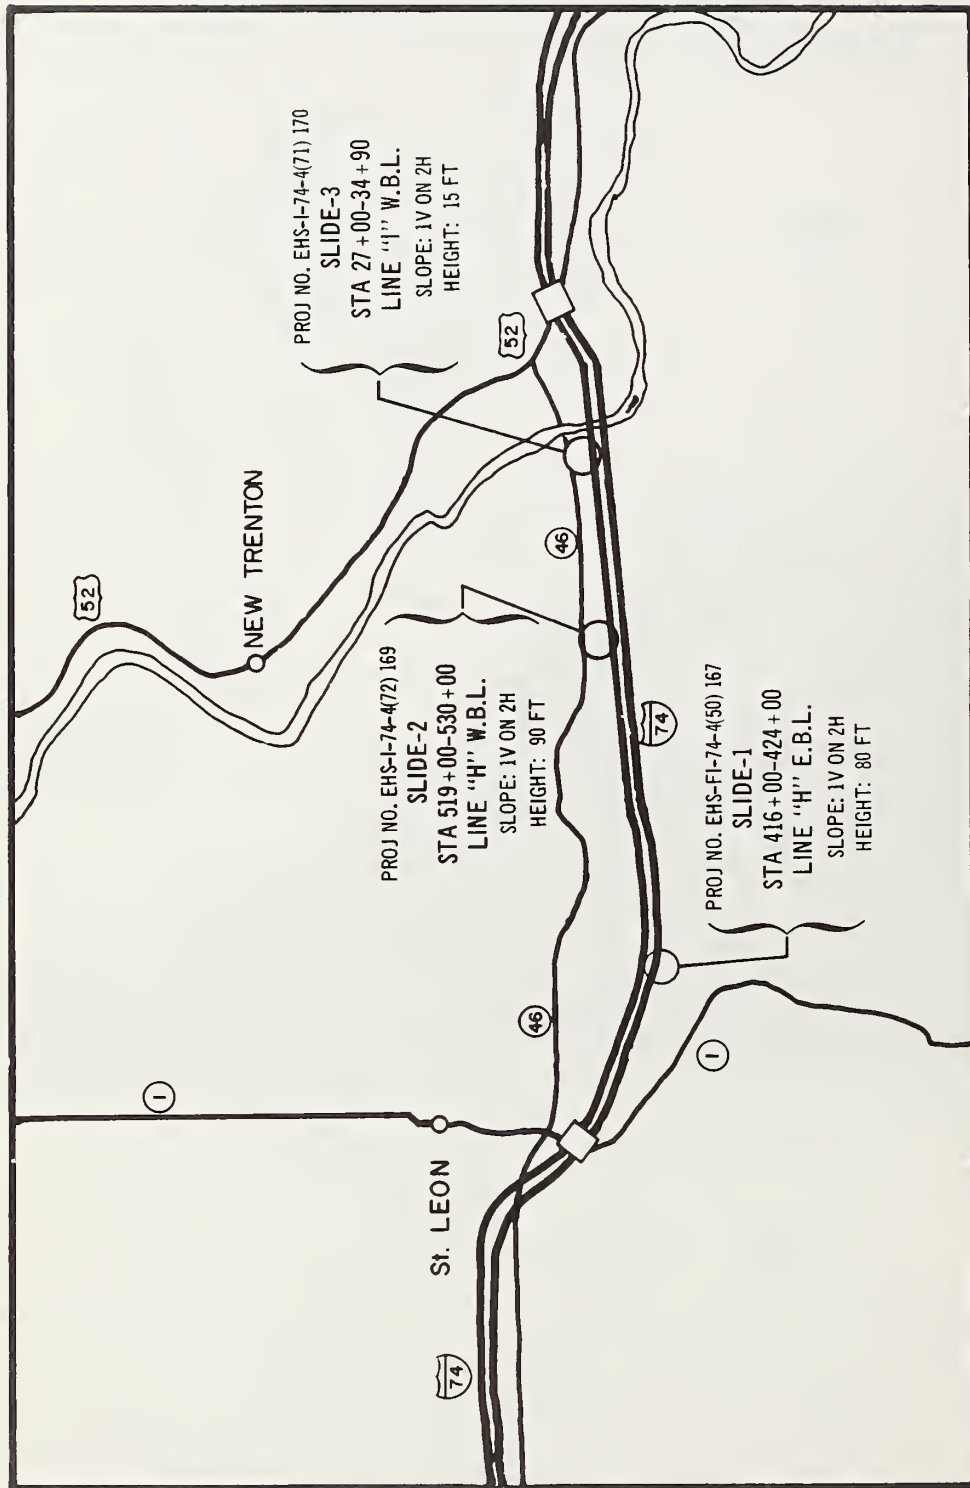 52
NEW TRENTON
PROJ NO. EHS-I-74-4(71) 170
SLIDE-3
STA 27+00-34+90
LINE "I" W.B.L.
SLOPE: 1V ON 2H
HEIGHT: 15 FT
52
PROJ NO. EHS-I-74-4(72) 169
SLIDE-2
STA 519+00-530+00
LINE "H" W.B.L.
SLOPE: 1V ON 2H
HEIGHT: 90 FT
46
1
St. LEON
46
74
74
PROJ NO. EHS-FI-74-4(50) 167
SLIDE-1
STA 416+00-424+00
LINE "H" E.B.L.
SLOPE: 1V ON 2H
HEIGHT: 80 FT
1